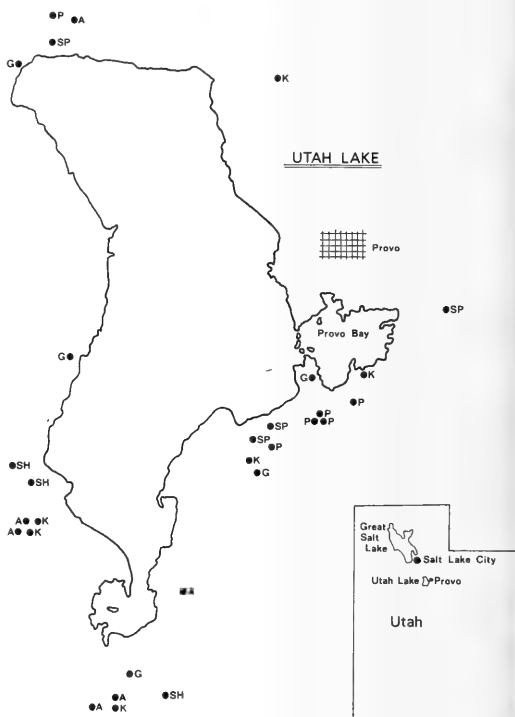 P
A
SP
G
K
UTAH LAKE
Provo
SP
Provo Bay
G
G
K
P
P
P P
SP
SP
P
K
G
SH
SH
A K
A K
Great
Salt
Lake
Salt Lake City
Utah Lake Provo
Utah
G
SH
A
A K